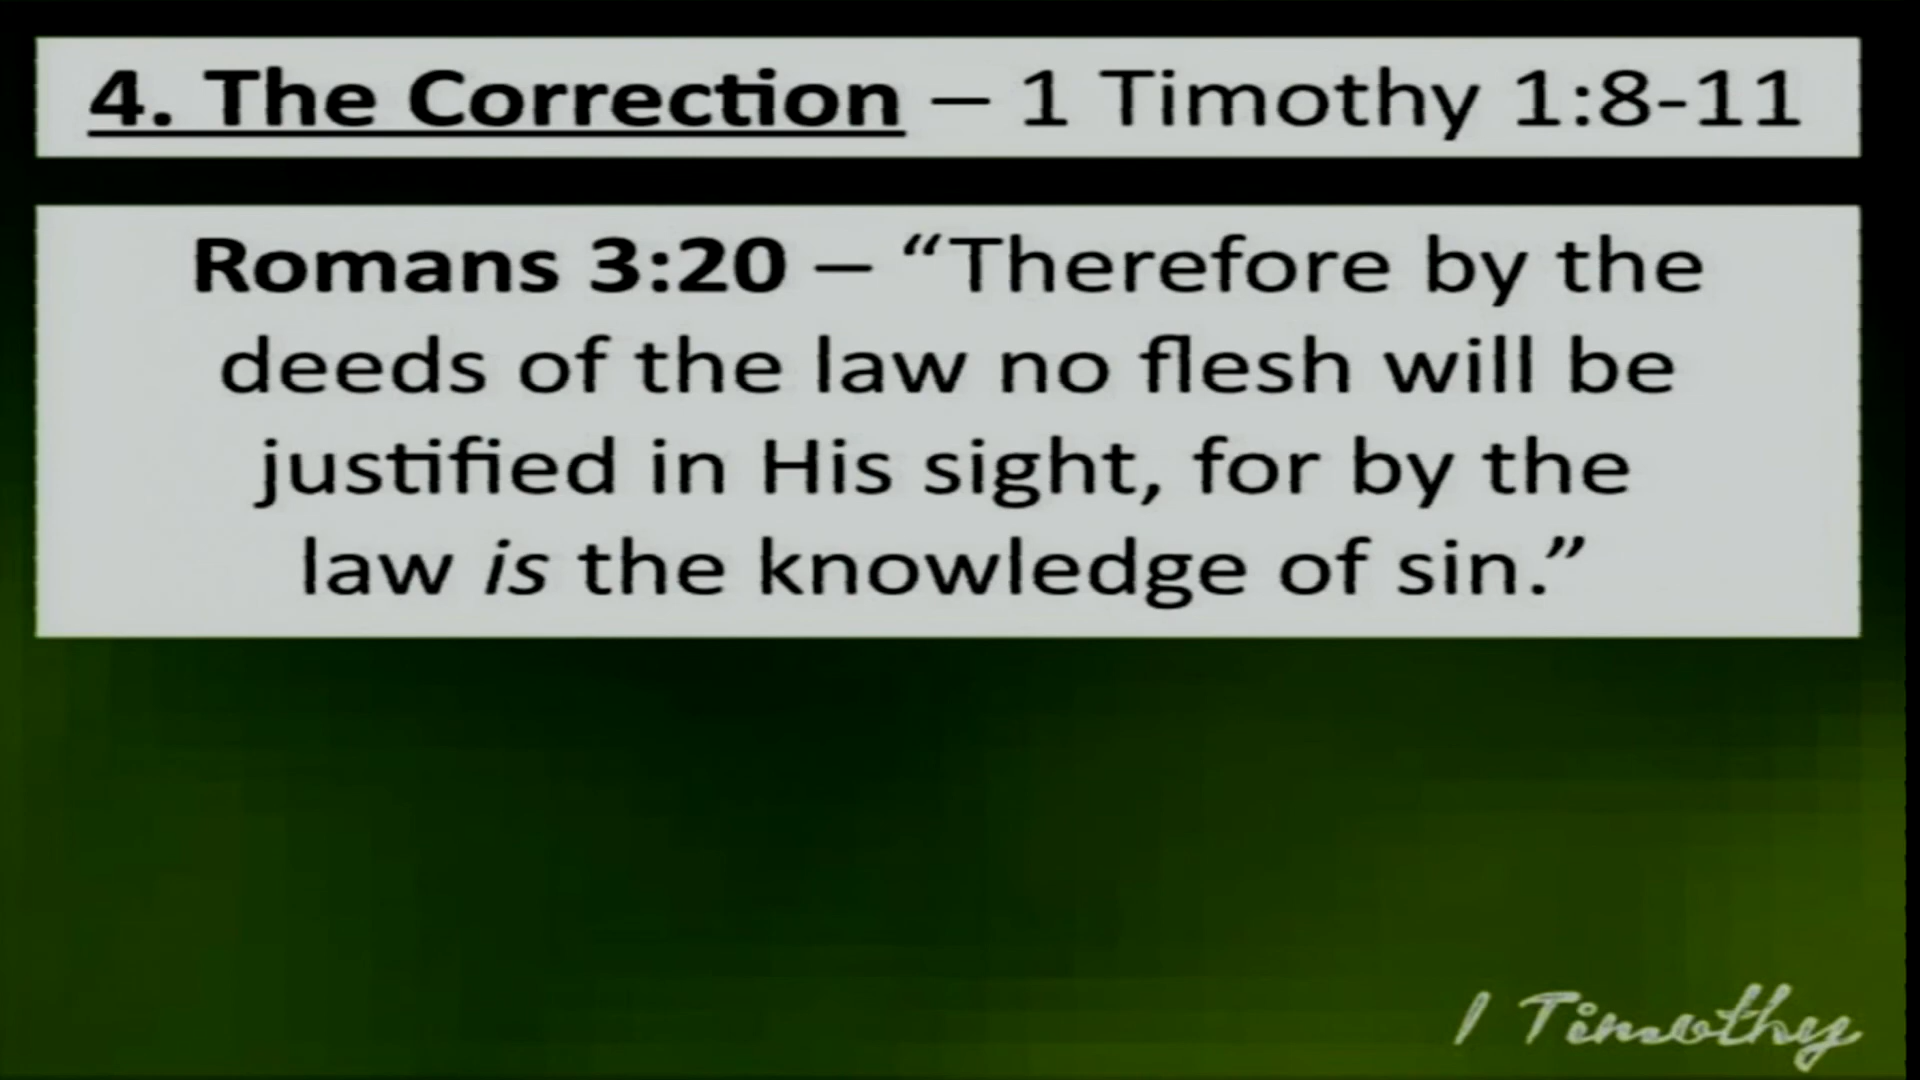 4. The Correction – 1 Timothy 1:8-11
Romans 3:20 – “Therefore by the
deeds of the law no flesh will be
justified in His sight, for by the
law is the knowledge of sin.”
1 Timothy